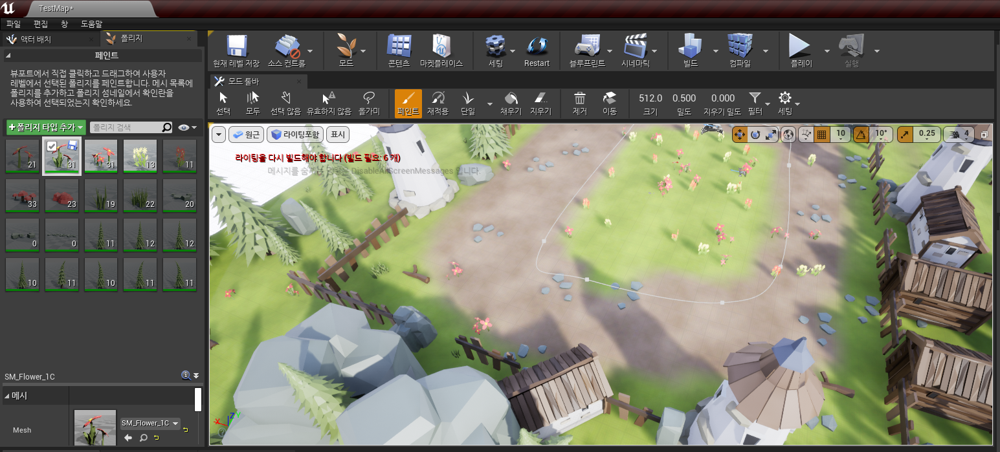 TestMap*
파일 편집 창 도움말
액터 배치
폴리지
페인트
뷰포트에서 직접 클릭하고 드래그하여 사용자
레벨에서 선택된 폴리지를 페인트합니다. 메시 목록에
폴리지를 추가하고 폴리지 섬네일에서 확인란을
사용하여 선택되었는지 확인하세요.
+폴리지 타입 추가
폴리지 검색
21 31 31 13 11
33 23 19 22 20
0 0 11 12 12
10 11 10 11 11
SM_Flower_1C
메시
Mesh
SM_Flower_1C
현재 레벨 저장 소스 컨트롤 모드 콘텐츠 마켓플레이스 세팅 Restart 블루프린트 시네마틱 빌드 컴파일 플레이 실행
모드 툴바
512.0 0.500 0.000
선택 모두 선택 않음 유효하지 않음 올가미 페인트 재적용 단일 채우기 지우기 제거 이동 크기 밀도 지우기 밀도 필터 세팅
원근 라이팅포함 표시
10 10° 0.25 4
라이팅을 다시 빌드해야 합니다 (빌드 필요: 6 개)
메시지를 숨기는 DisableAllScreenMessages 입니다.
X Z Y